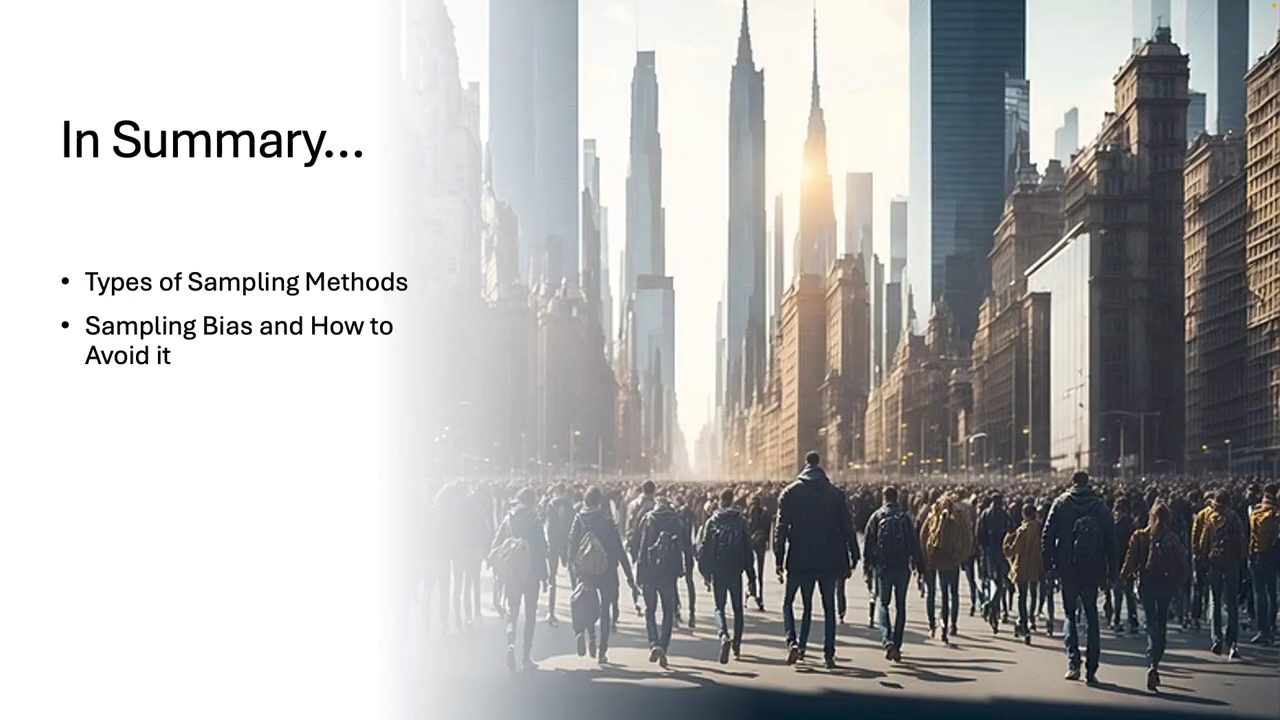 In Summary...
• Types of Sampling Methods
• Sampling Bias and How to
Avoid it